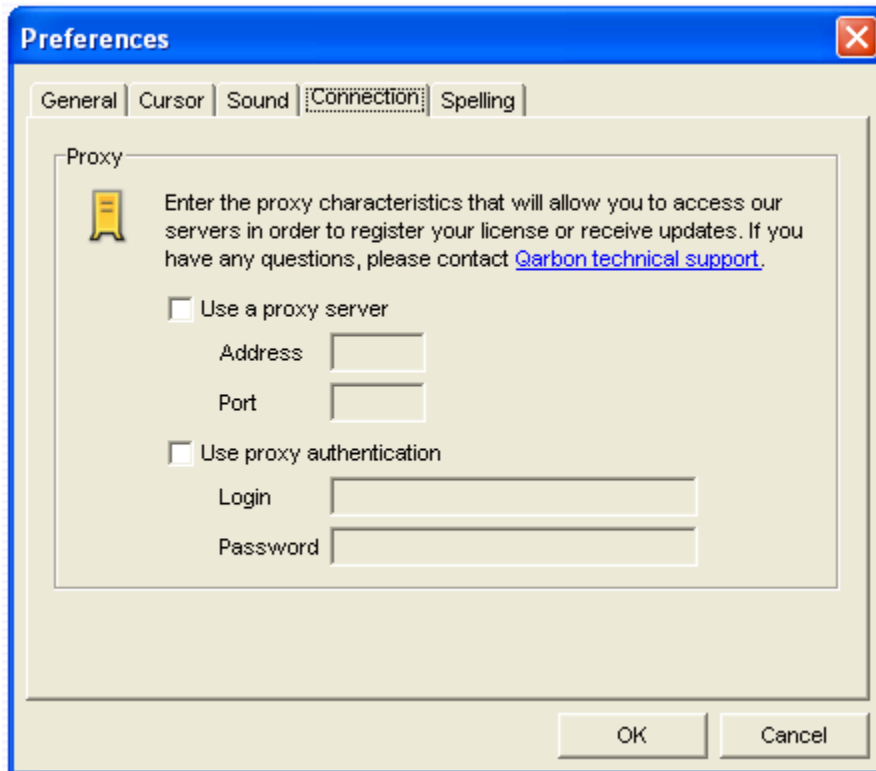 Preferences
General Cursor Sound Connection Spelling
Proxy
Enter the proxy characteristics that will allow you to access our
servers in order to register your license or receive updates. If you
have any questions, please contact Qarbon technical support.
Use a proxy server
Address
Port
Use proxy authentication
Login
Password
OK Cancel